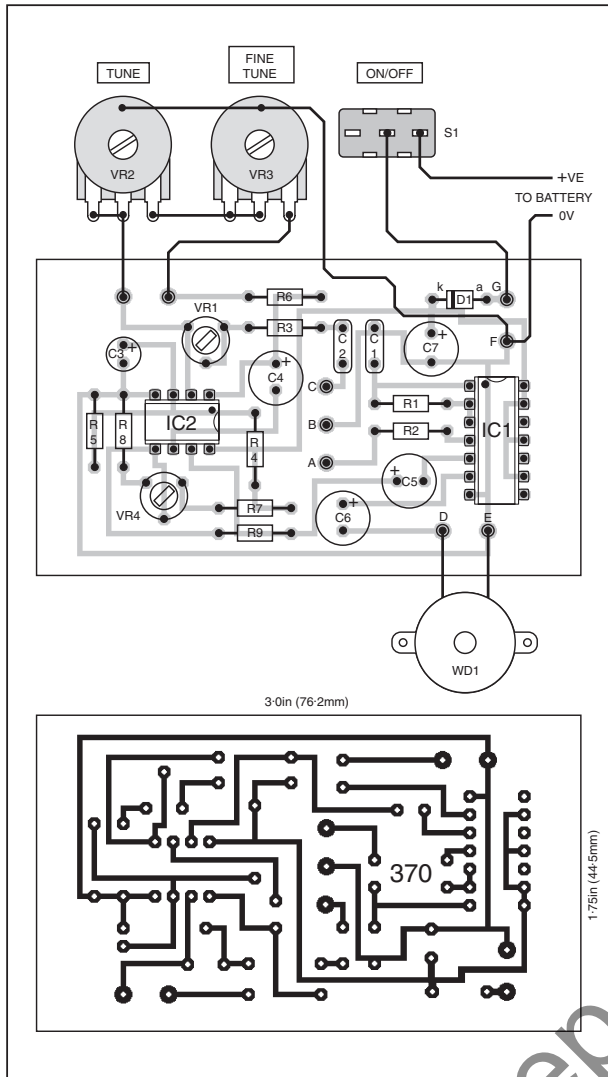 TUNE
FINE
TUNE
ON/OFF
S1
VR2
VR3
+VE
TO BATTERY
0V
k
a
G
D1
R6
VR1
R3
C
2
C
1
+
C7
F
C3
+
+
C4
C
R1
IC1
IC2
B
R
5
R
8
R
4
R2
A
+
C5
VR4
R7
+
C6
R9
D
E
WD1
3·0in (76·2mm)
370
1·75in (44·5mm)
ep